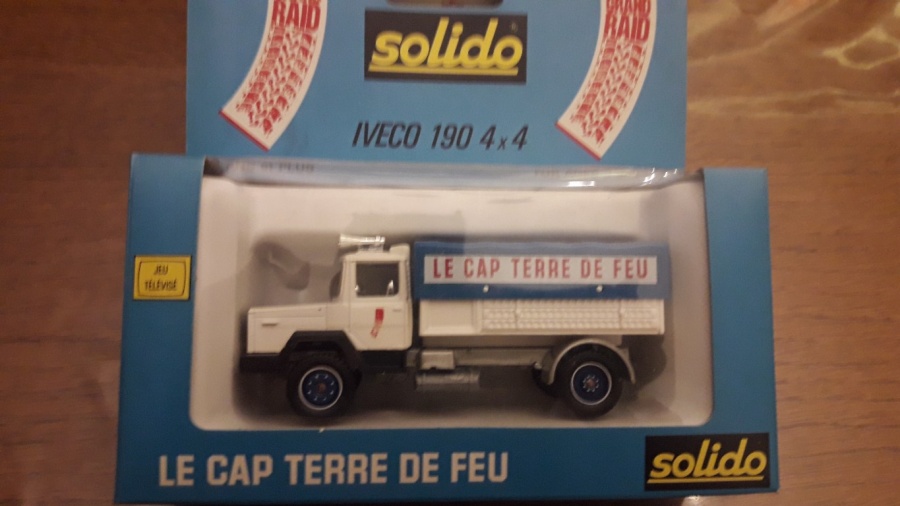 RAID
GRAND
RAID
solido
IVECO 190 4x4
JEU
TÉLÉVISÉ
LE CAP TERRE DE FEU
LE CAP TERRE DE FEU
solido